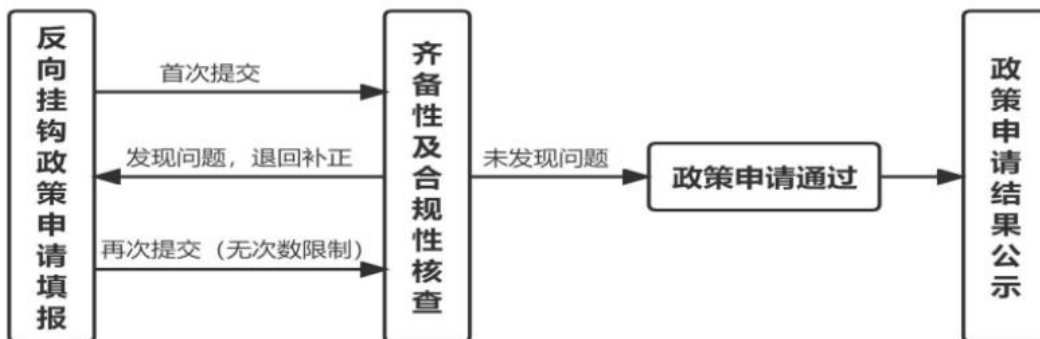 反向挂钩政策申请填报
首次提交
发现问题，退回补正
再次提交（无次数限制）
齐备性及合规性核查
未发现问题
政策申请通过
政策申请结果公示